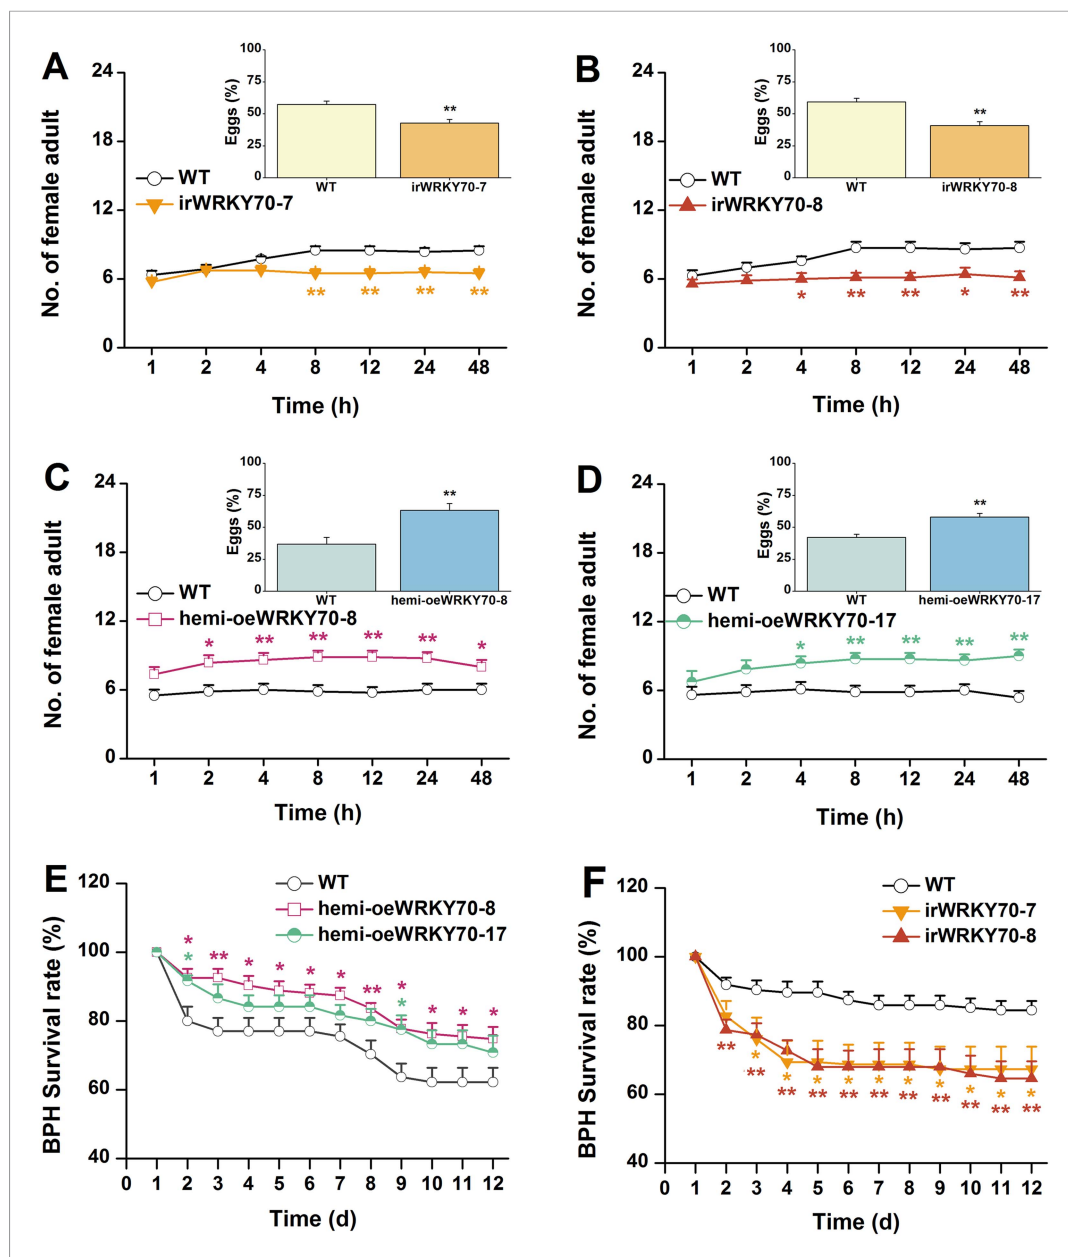 A
No. of female adult
24
18
12
6
0
1 2 4 8 12 24 48
Time (h)
WT
irWRKY70-7
** ** ** **
Eggs (%)
100
75
50
25
0
**
WT irWRKY70-7
B
No. of female adult
24
18
12
6
0
1 2 4 8 12 24 48
Time (h)
WT
irWRKY70-8
* ** ** * **
Eggs (%)
100
75
50
25
0
**
WT irWRKY70-8
C
No. of female adult
24
18
12
6
0
1 2 4 8 12 24 48
Time (h)
WT
hemi-oeWRKY70-8
* ** ** ** ** *
Eggs (%)
100
75
50
25
0
**
WT hemi-oeWRKY70-8
D
No. of female adult
24
18
12
6
0
1 2 4 8 12 24 48
Time (h)
WT
hemi-oeWRKY70-17
* ** ** ** **
Eggs (%)
100
75
50
25
0
**
WT hemi-oeWRKY70-17
E
BPH Survival rate (%)
120
100
80
60
40
0 1 2 3 4 5 6 7 8 9 10 11 12
Time (d)
WT
hemi-oeWRKY70-8
hemi-oeWRKY70-17
* ** * * * * ** * * * *
* *
F
BPH Survival rate (%)
120
100
80
60
40
0 1 2 3 4 5 6 7 8 9 10 11 12
Time (d)
WT
irWRKY70-7
irWRKY70-8
* * * * * * * * * *
** ** ** ** ** ** ** ** ** ** **